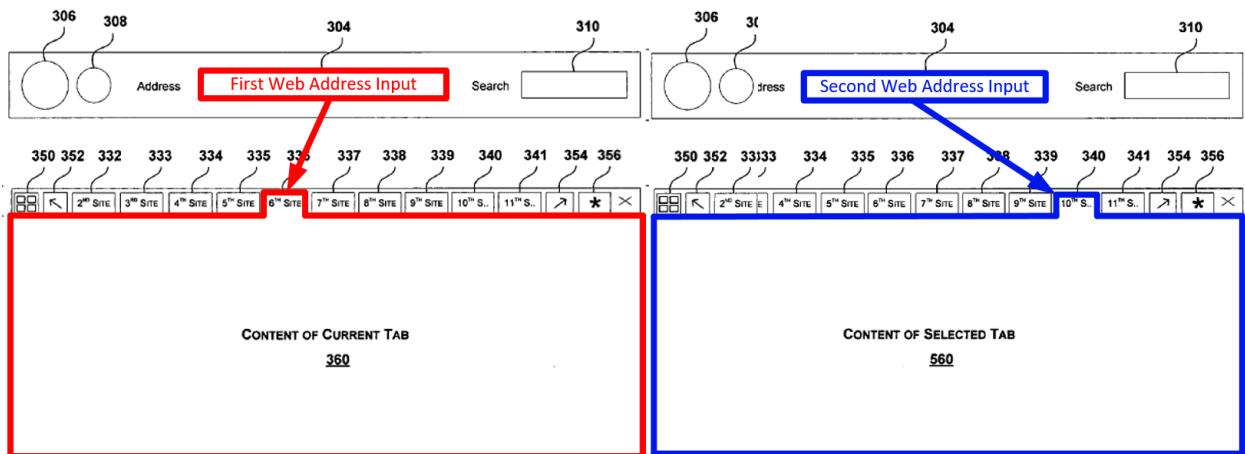 306 308 304 310
Address First Web Address Input Search
350 352 332 333 334 335 336 337 338 339 340 341 354 356
2ND SITE 3RD SITE 4TH SITE 5TH SITE 6TH SITE 7TH SITE 8TH SITE 9TH SITE 10TH S.. 11TH S..
CONTENT OF CURRENT TAB
360
306 30 304 310
dress Second Web Address Input Search
350 352 333 334 335 336 337 338 339 340 341 354 356
2ND SITE E 4TH SITE 5TH SITE 6TH SITE 7TH SITE 8TH SITE 9TH SITE 10TH S.. 11TH S..
CONTENT OF SELECTED TAB
560